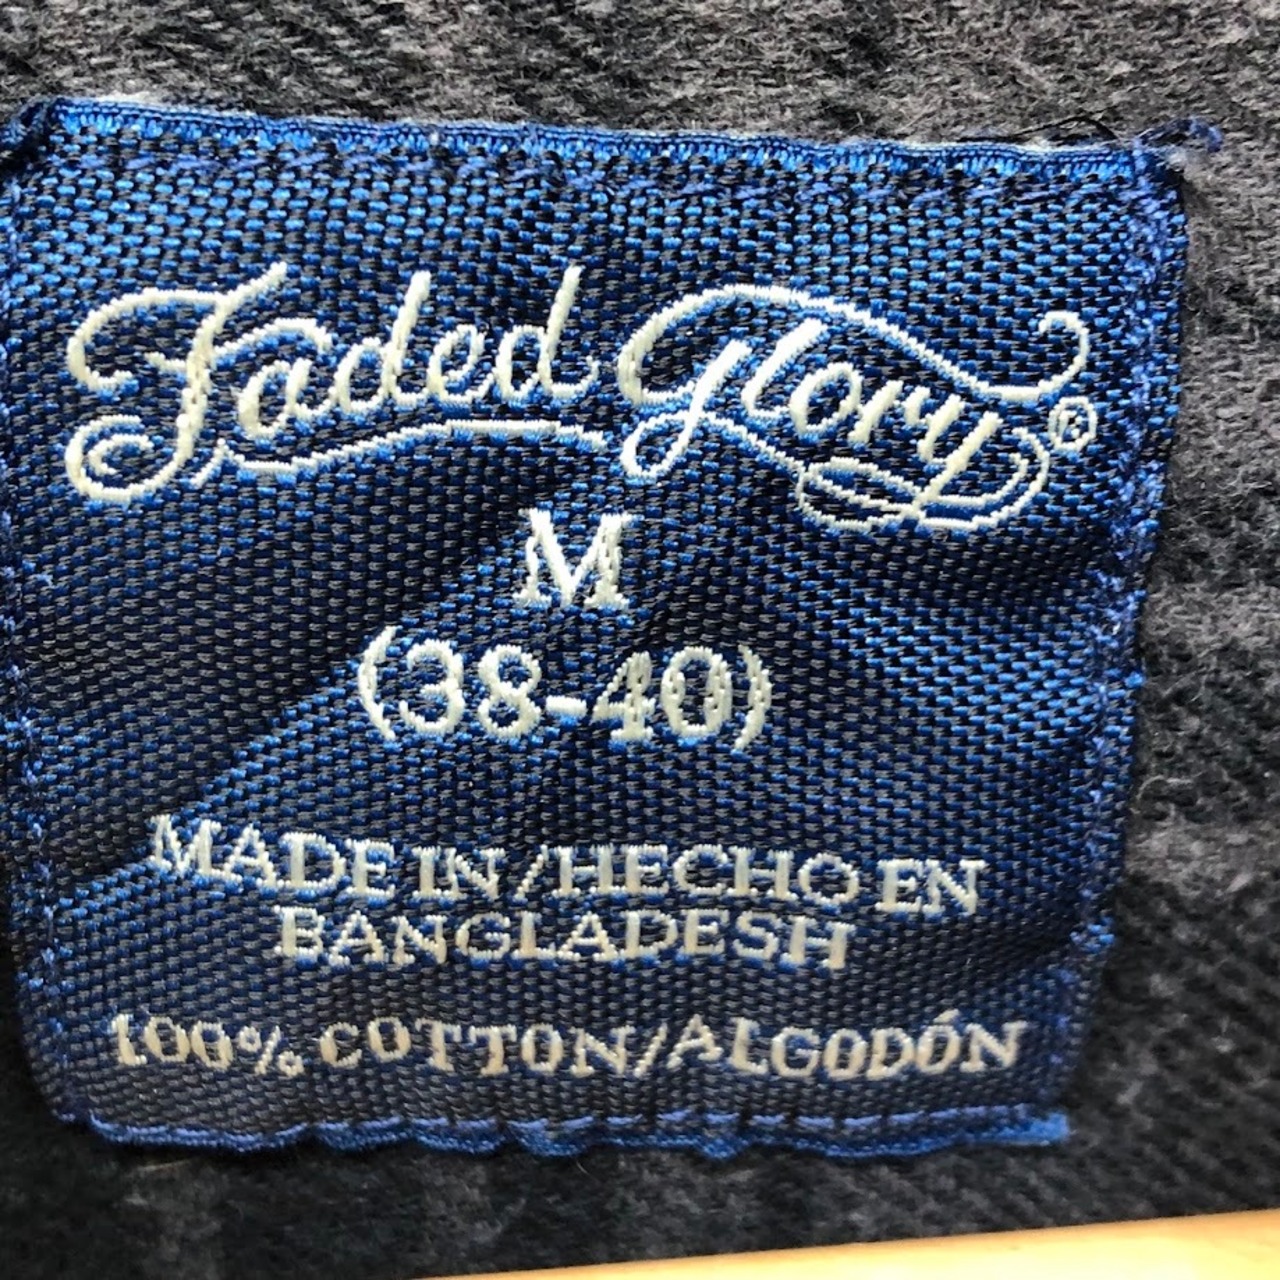 Faded Glory®
M
(38-40)
MADE IN/HECHO EN
BANGLADESH
100% COTTON/ALGODÓN